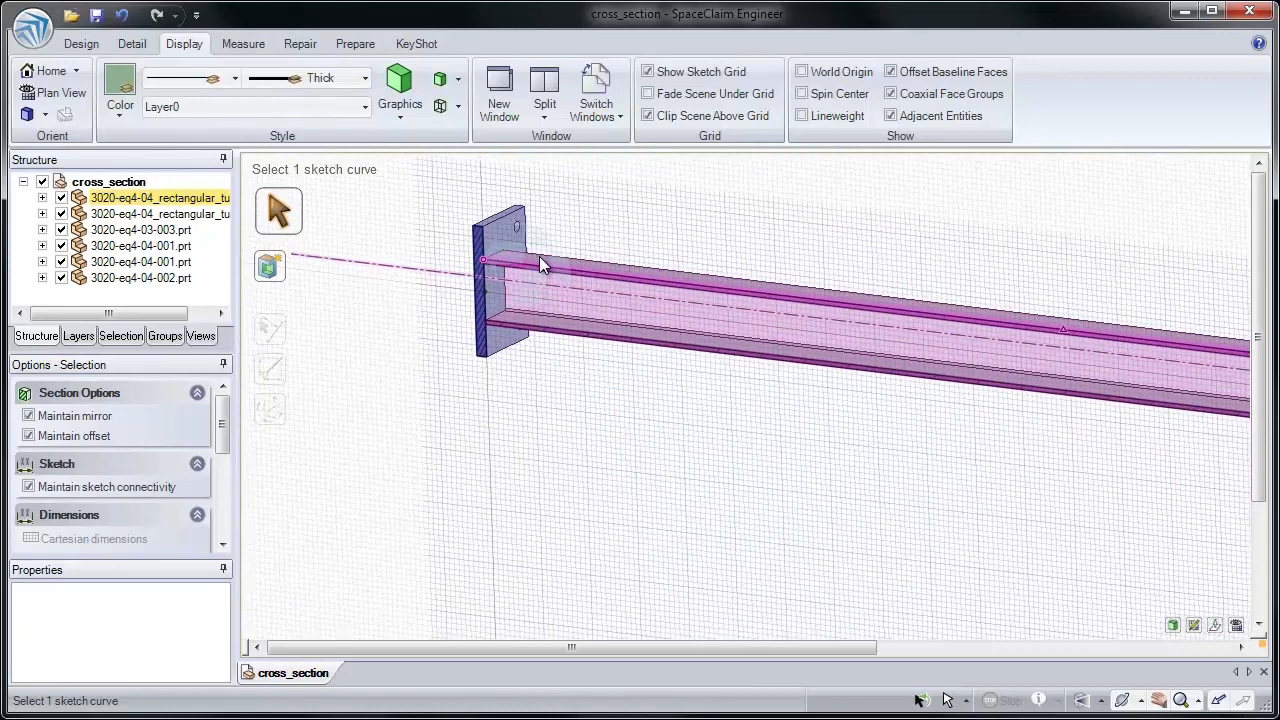 cross_section - SpaceClaim Engineer
Design Detail Display Measure Repair Prepare KeyShot
Home
Plan View
Orient
Color
Thick
Layer0
Graphics
Style
New Window
Split
Switch Windows
Window
Show Sketch Grid
Fade Scene Under Grid
Clip Scene Above Grid
Grid
World Origin
Spin Center
Lineweight
Offset Baseline Faces
Coaxial Face Groups
Adjacent Entities
Show
Structure
cross_section
3020-eq4-04_rectangular_tu
3020-eq4-04_rectangular_tu
3020-eq4-03-003.prt
3020-eq4-04-001.prt
3020-eq4-04-001.prt
3020-eq4-04-002.prt
Structure Layers Selection Groups Views
Options - Selection
Section Options
Maintain mirror
Maintain offset
Sketch
Maintain sketch connectivity
Dimensions
Cartesian dimensions
Properties
Select 1 sketch curve
cross_section
Select 1 sketch curve
Stop